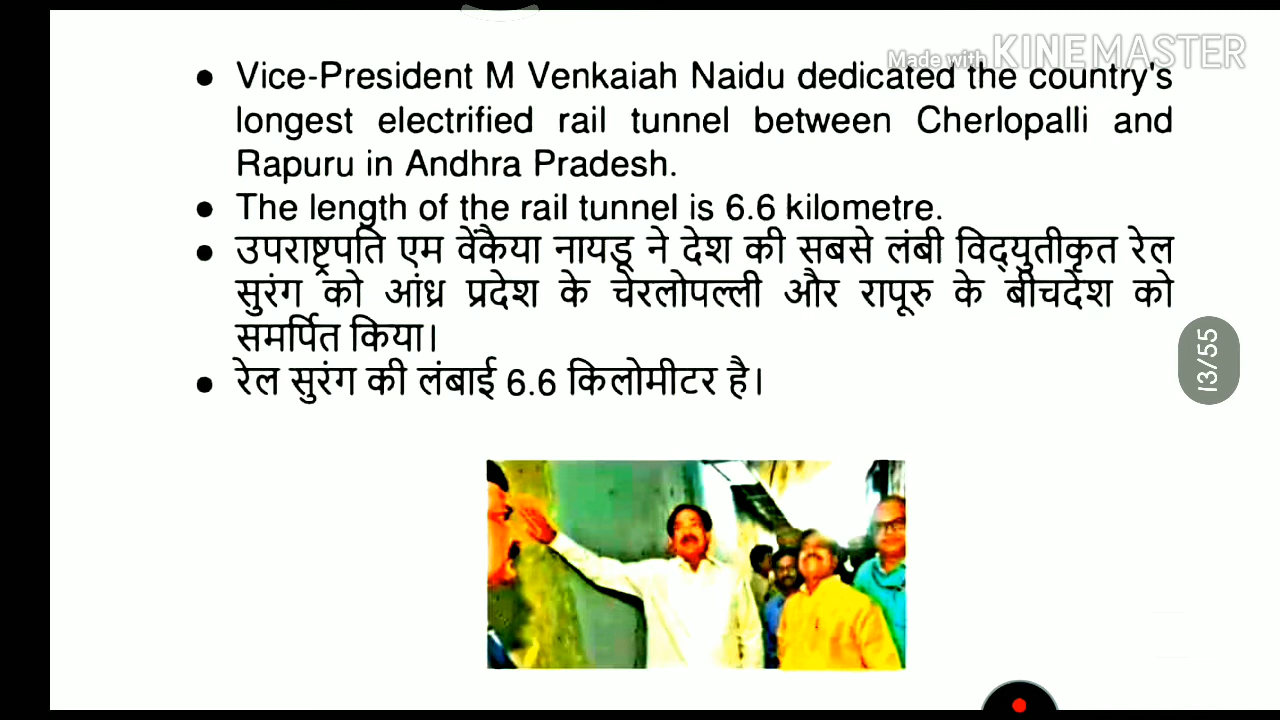 Made with KINEMASTER
● Vice-President M Venkaiah Naidu dedicated the country's
longest electrified rail tunnel between Cherlopalli and
Rapuru in Andhra Pradesh.
● The length of the rail tunnel is 6.6 kilometre.
● उपराष्ट्रपति एम वेंकैया नायडू ने देश की सबसे लंबी विद्युतीकृत रेल
सुरंग को आंध्र प्रदेश के चेरलोपल्ली और रापूरु के बीचदेश को
समर्पित किया।
● रेल सुरंग की लंबाई 6.6 किलोमीटर है।
13/55